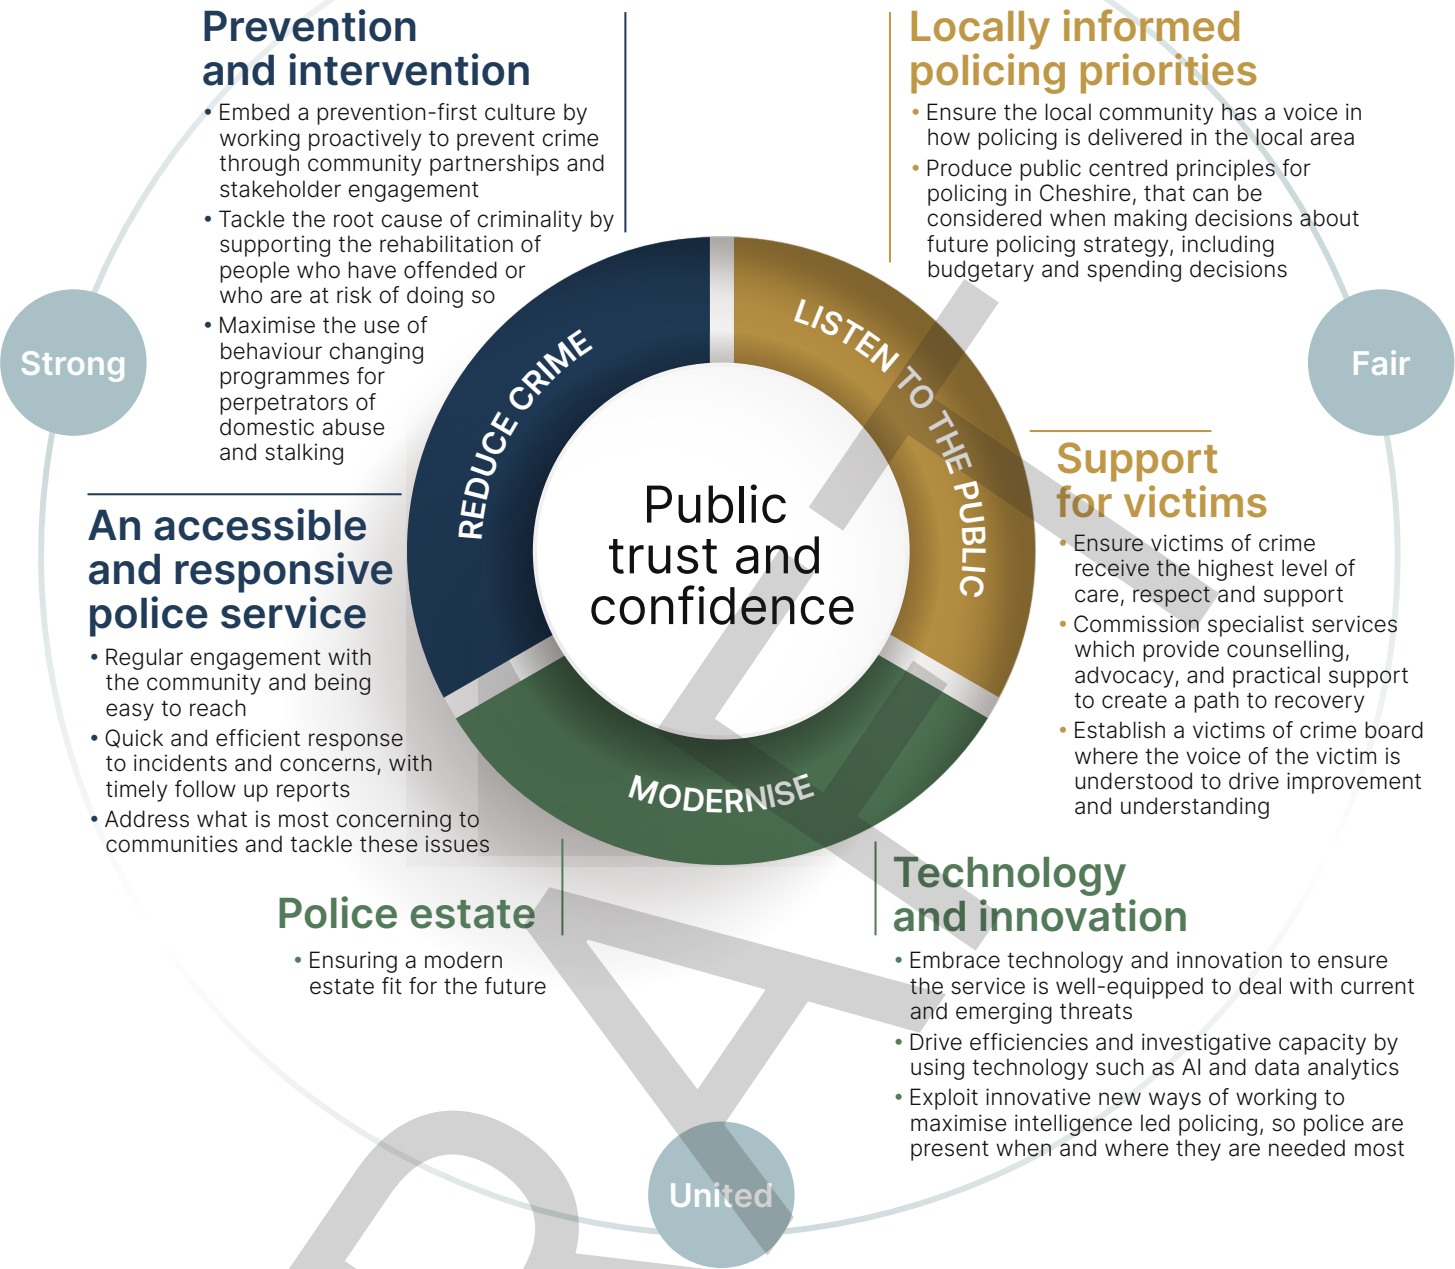 Prevention
and intervention
• Embed a prevention-first culture by
working proactively to prevent crime
through community partnerships and
stakeholder engagement
• Tackle the root cause of criminality by
supporting the rehabilitation of
people who have offended or
who are at risk of doing so
• Maximise the use of
behaviour changing
programmes for
perpetrators of
domestic abuse
and stalking
Locally informed
policing priorities
• Ensure the local community has a voice in
how policing is delivered in the local area
• Produce public centred principles for
policing in Cheshire, that can be
considered when making decisions about
future policing strategy, including
budgetary and spending decisions
Strong
Fair
REDUCE CRIME
LISTEN TO THE PUBLIC
MODERNISE
Public
trust and
confidence
An accessible
and responsive
police service
• Regular engagement with
the community and being
easy to reach
• Quick and efficient response
to incidents and concerns, with
timely follow up reports
• Address what is most concerning to
communities and tackle these issues
Support
for victims
• Ensure victims of crime
receive the highest level of
care, respect and support
• Commission specialist services
which provide counselling,
advocacy, and practical support
to create a path to recovery
• Establish a victims of crime board
where the voice of the victim is
understood to drive improvement
and understanding
Police estate
• Ensuring a modern
estate fit for the future
Technology
and innovation
• Embrace technology and innovation to ensure
the service is well-equipped to deal with current
and emerging threats
• Drive efficiencies and investigative capacity by
using technology such as AI and data analytics
• Exploit innovative new ways of working to
maximise intelligence led policing, so police are
present when and where they are needed most
United